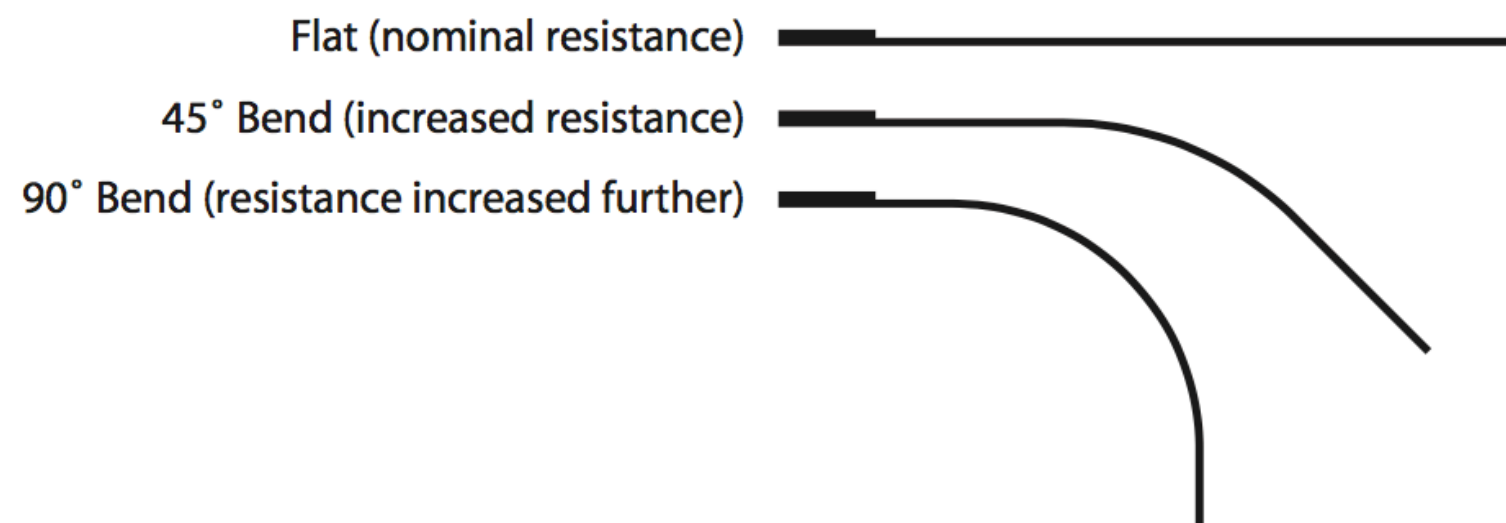 Flat (nominal resistance)
45˚ Bend (increased resistance)
90˚ Bend (resistance increased further)